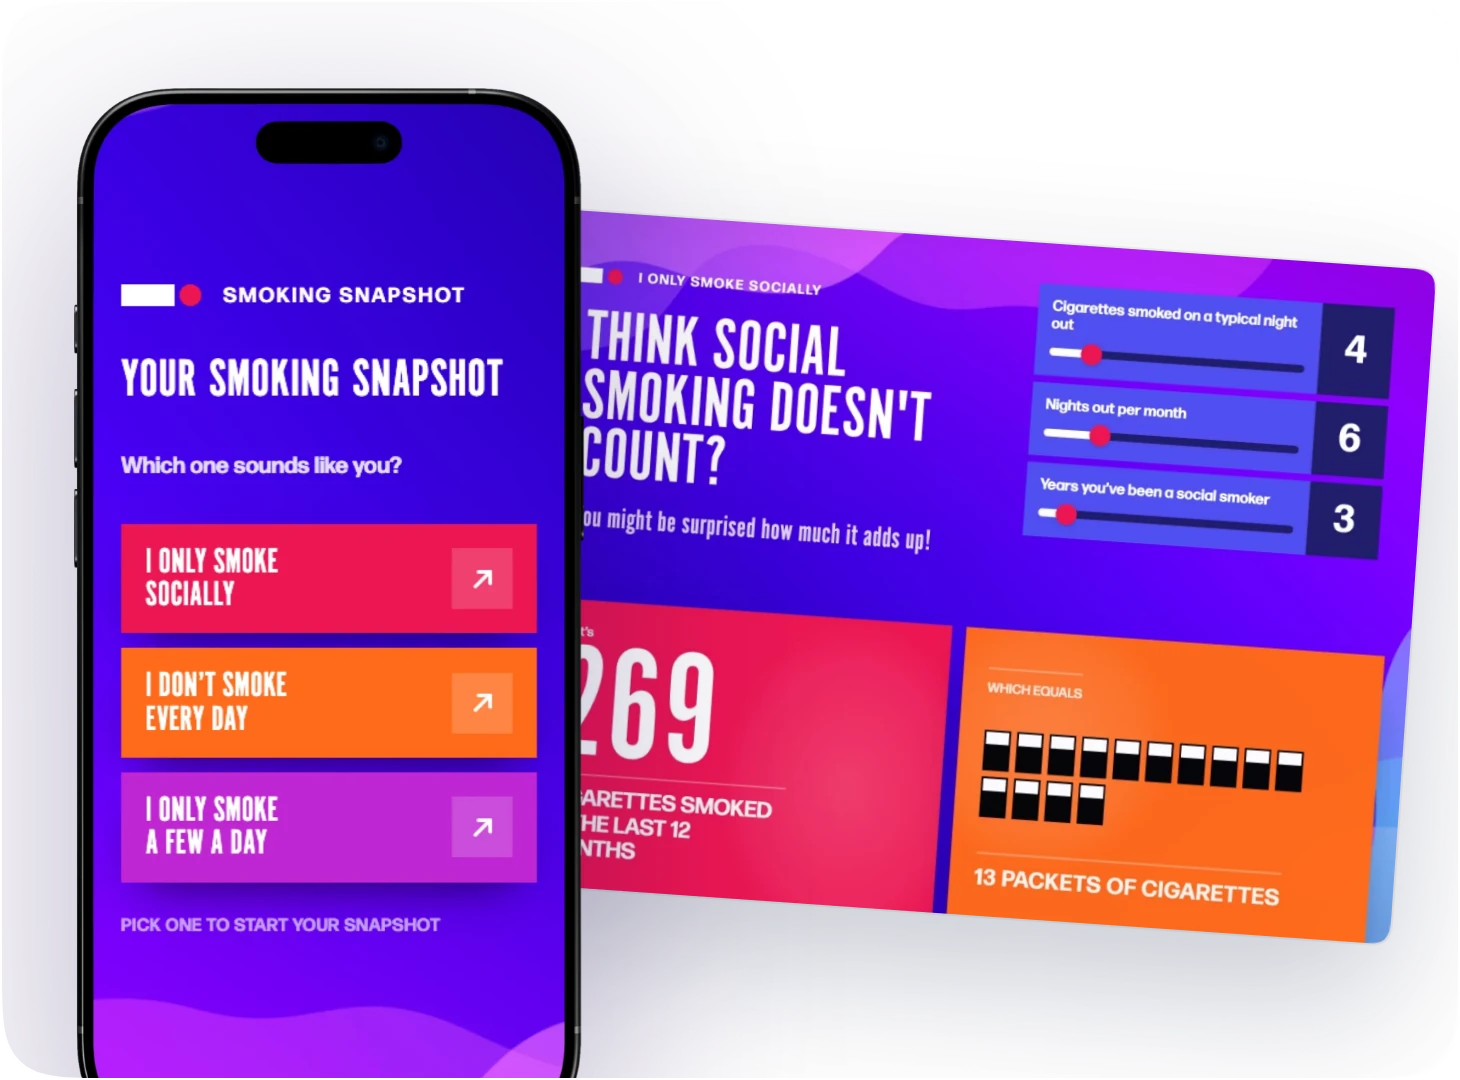 SMOKING SNAPSHOT
YOUR SMOKING SNAPSHOT
Which one sounds like you?
I ONLY SMOKE
SOCIALLY
I DON'T SMOKE
EVERY DAY
I ONLY SMOKE
A FEW A DAY
PICK ONE TO START YOUR SNAPSHOT
I ONLY SMOKE SOCIALLY
THINK SOCIAL
SMOKING DOESN'T
COUNT?
ou might be surprised how much it adds up!
Cigarettes smoked on a typical night
out
4
Nights out per month
6
Years you've been a social smoker
3
t's
269
GARETTES SMOKED
HE LAST 12
NTHS
WHICH EQUALS
13 PACKETS OF CIGARETTES